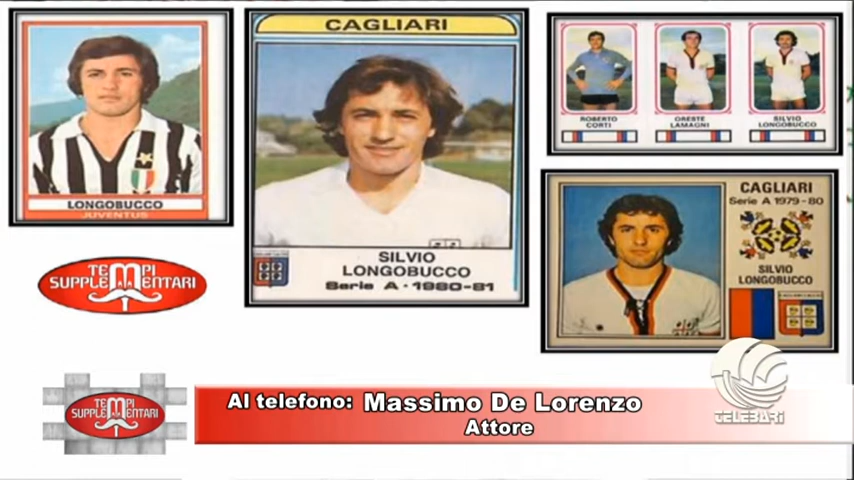 LONGOBUCCO
JUVENTUS
CAGLIARI
SILVIO
LONGOBUCCO
Serie A - 1980-81
ROBERTO
CORTI
ORESTE
LAMAGNI
SILVIO
LONGOBUCCO
CAGLIARI
Serie A 1979-80
SILVIO
LONGOBUCCO
TEMPI
SUPPLEMENTARI
TEMPI
SUPPLEMENTARI
Al telefono: Massimo De Lorenzo
Attore
TELEBARI